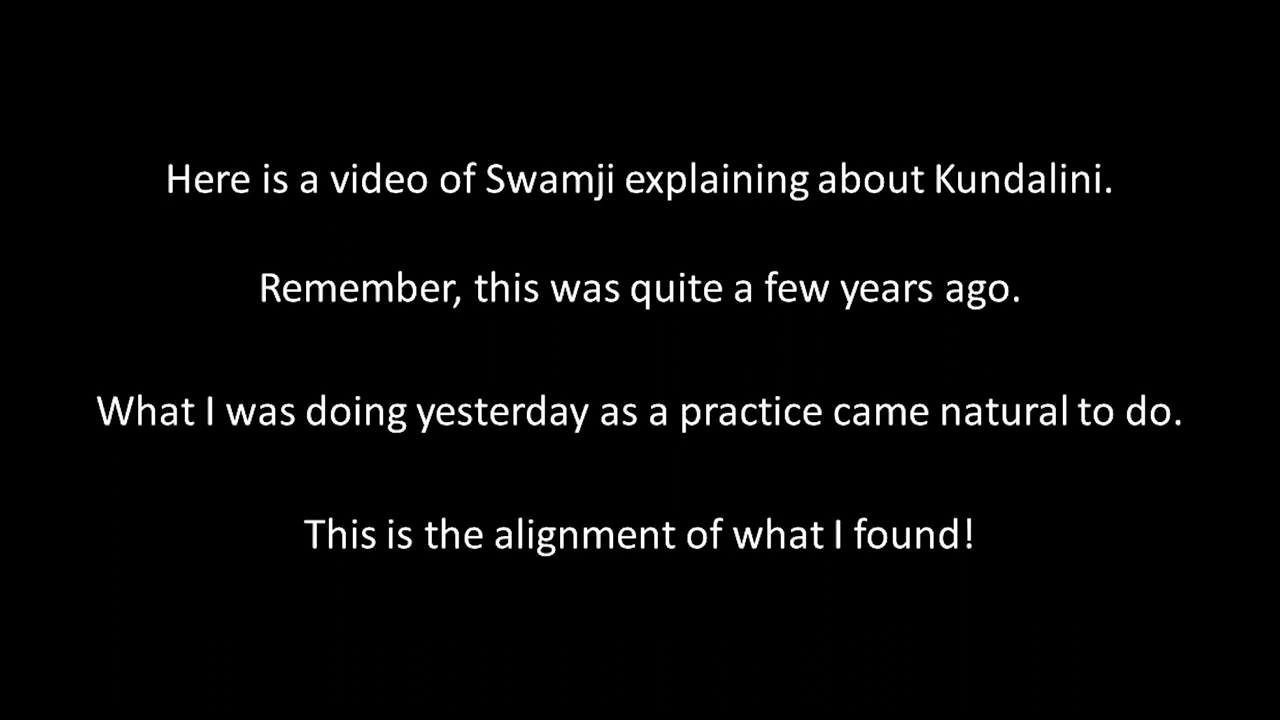 Here is a video of Swamji explaining about Kundalini.
Remember, this was quite a few years ago.
What I was doing yesterday as a practice came natural to do.
This is the alignment of what I found!